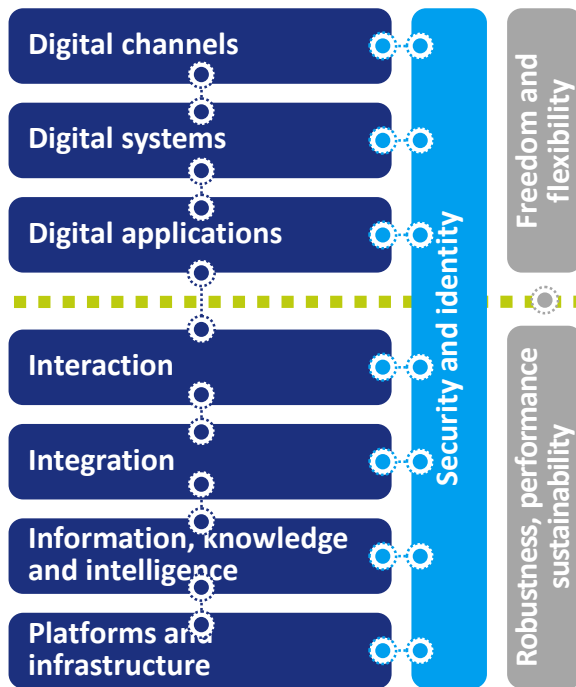 Digital channels
Digital systems
Digital applications
Interaction
Integration
Information, knowledge
and intelligence
Platforms and
infrastructure
Security and identity
Freedom and
flexibility
Robustness, performance
sustainability